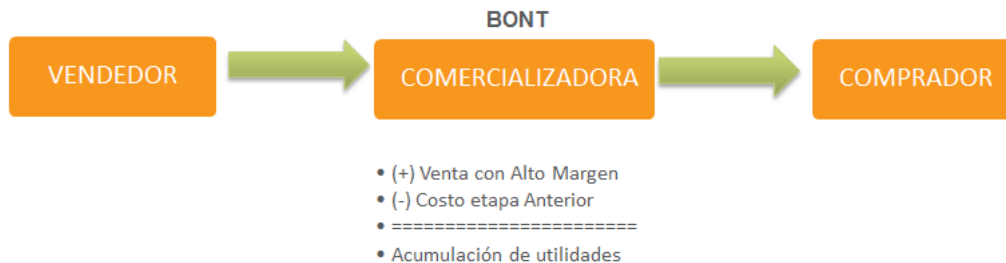 BONT
VENDEDOR
COMERCIALIZADORA
COMPRADOR
• (+) Venta con Alto Margen
• (-) Costo etapa Anterior
• =======================
• Acumulación de utilidades